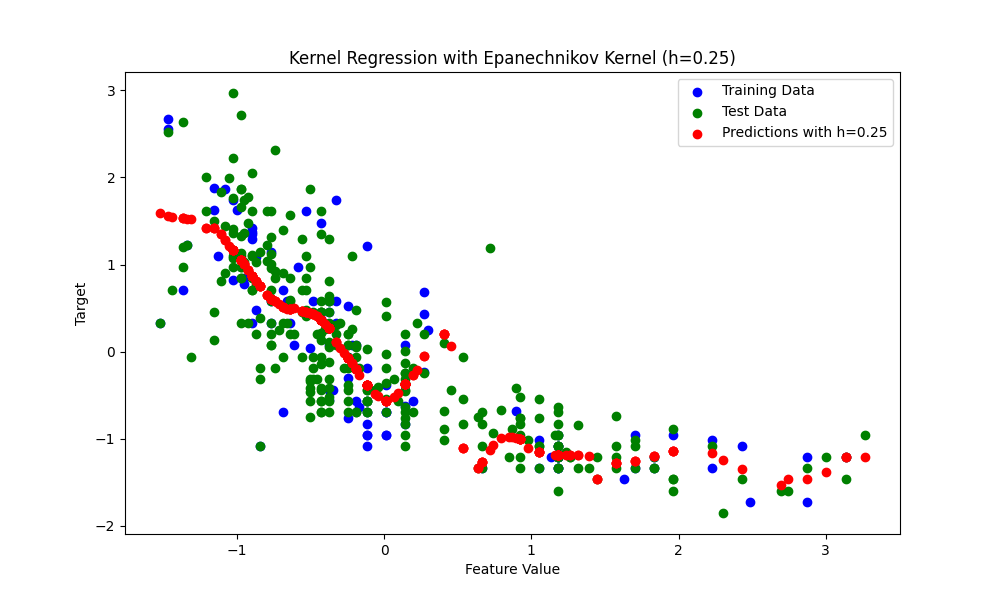 Kernel Regression with Epanechnikov Kernel (h=0.25)
Training Data
Test Data
Predictions with h=0.25
3
2
1
0
−1
−2
Target
−1
0
1
2
3
Feature Value